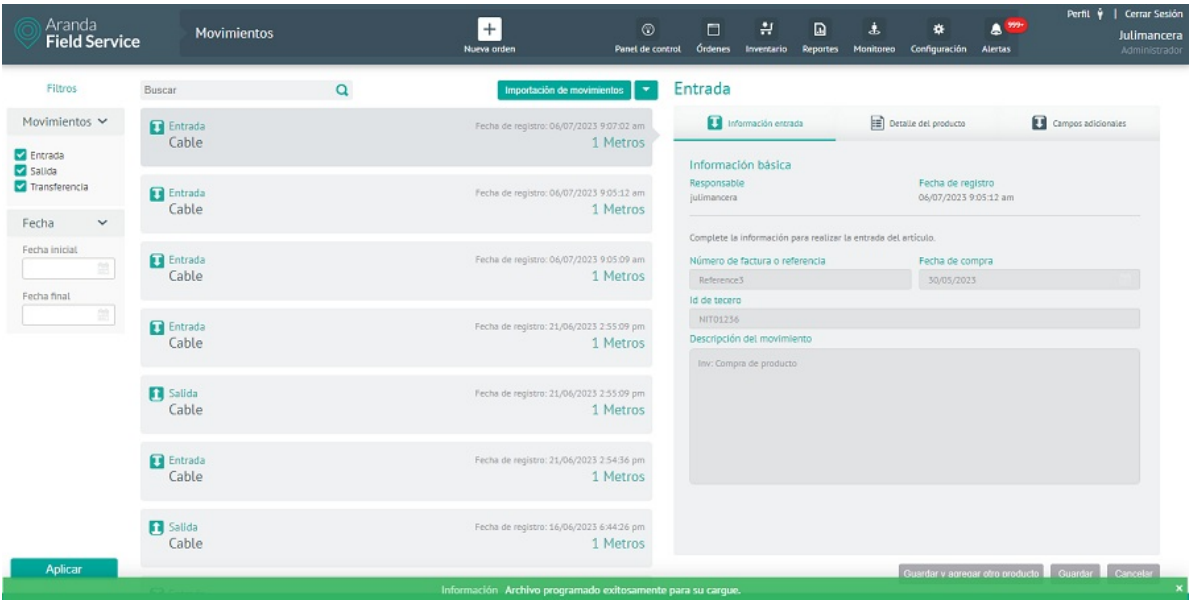 Aranda
Field Service
Movimientos
Nueva orden
Panel de control
Órdenes
Inventario
Reportes
Monitoreo
Configuración
Alertas
999+
Perfil | Cerrar Sesión
Julimancera
Administrador
Filtros
Movimientos
Entrada
Salida
Transferencia
Fecha
Fecha inicial
Fecha final
Aplicar
Buscar
Importación de movimientos
Entrada Fecha de registro: 06/07/2023 9:07:02 am
Cable 1 Metros
Entrada Fecha de registro: 06/07/2023 9:05:12 am
Cable 1 Metros
Entrada Fecha de registro: 06/07/2023 9:05:09 am
Cable 1 Metros
Entrada Fecha de registro: 21/06/2023 2:55:09 pm
Cable 1 Metros
Salida Fecha de registro: 21/06/2023 2:55:09 pm
Cable 1 Metros
Entrada Fecha de registro: 21/06/2023 2:54:36 pm
Cable 1 Metros
Salida Fecha de registro: 16/06/2023 6:44:26 pm
Cable 1 Metros
Entrada
Información entrada
Detalle del producto
Campos adicionales
Información básica
Responsable Fecha de registro
julimancera 06/07/2023 9:05:12 am
Complete la información para realizar la entrada del artículo.
Número de factura o referencia Fecha de compra
Reference3 30/05/2023
Id de tecero
NIT01236
Descripción del movimiento
Inv: Compra de producto
Guardar y agregar otro producto Guardar Cancelar
Información Archivo programado exitosamente para su cargue. x